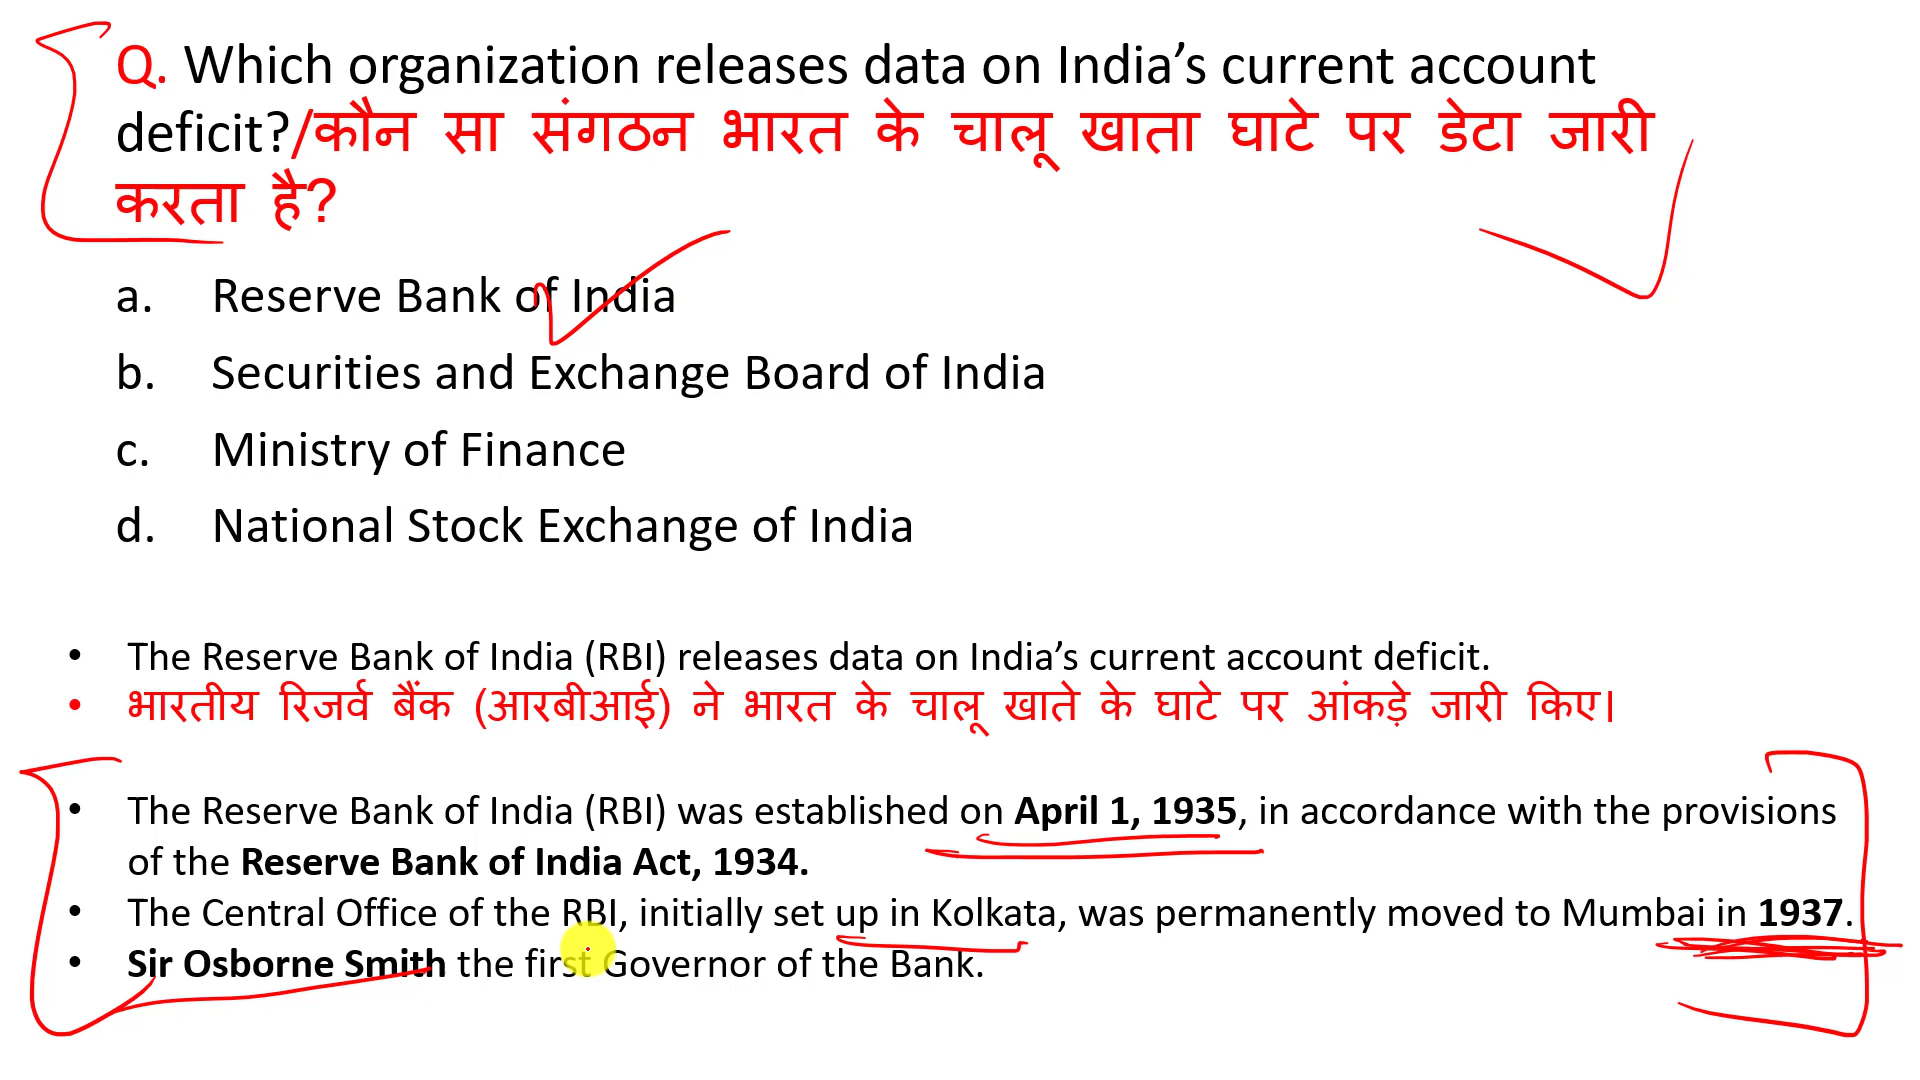 Q. Which organization releases data on India’s current account
deficit?/कौन सा संगठन भारत के चालू खाता घाटे पर डेटा जारी
करता है?
a. Reserve Bank of India
b. Securities and Exchange Board of India
c. Ministry of Finance
d. National Stock Exchange of India
• The Reserve Bank of India (RBI) releases data on India’s current account deficit.
• भारतीय रिजर्व बैंक (आरबीआई) ने भारत के चालू खाते के घाटे पर आंकड़े जारी किए।
• The Reserve Bank of India (RBI) was established on April 1, 1935, in accordance with the provisions
of the Reserve Bank of India Act, 1934.
• The Central Office of the RBI, initially set up in Kolkata, was permanently moved to Mumbai in 1937.
• Sir Osborne Smith the first Governor of the Bank.